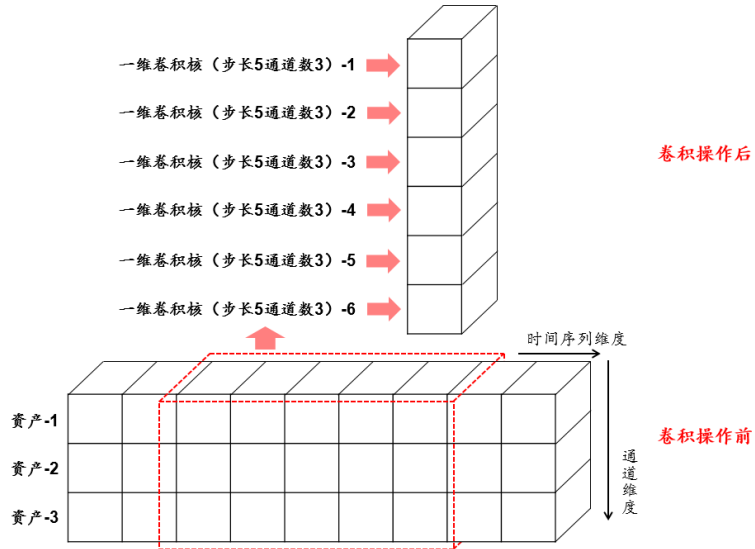 一维卷积核（步长5通道数3）-1
一维卷积核（步长5通道数3）-2
一维卷积核（步长5通道数3）-3
卷积操作后
一维卷积核（步长5通道数3）-4
一维卷积核（步长5通道数3）-5
一维卷积核（步长5通道数3）-6
时间序列维度
资产-1
卷积操作前
资产-2
通道维度
资产-3